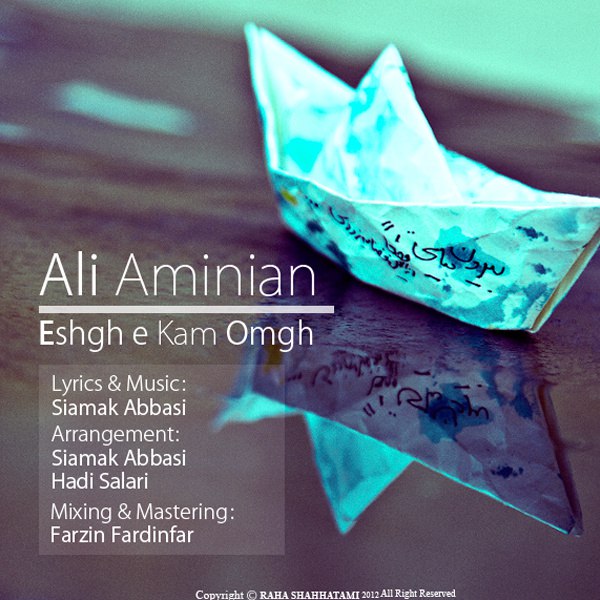 Ali Aminian
Eshgh e Kam Omgh
Lyrics & Music:
Siamak Abbasi
Arrangement:
Siamak Abbasi
Hadi Salari
Mixing & Mastering:
Farzin Fardinfar
Copyright © RAHA SHAHHATAMI 2012 All Right Reserved